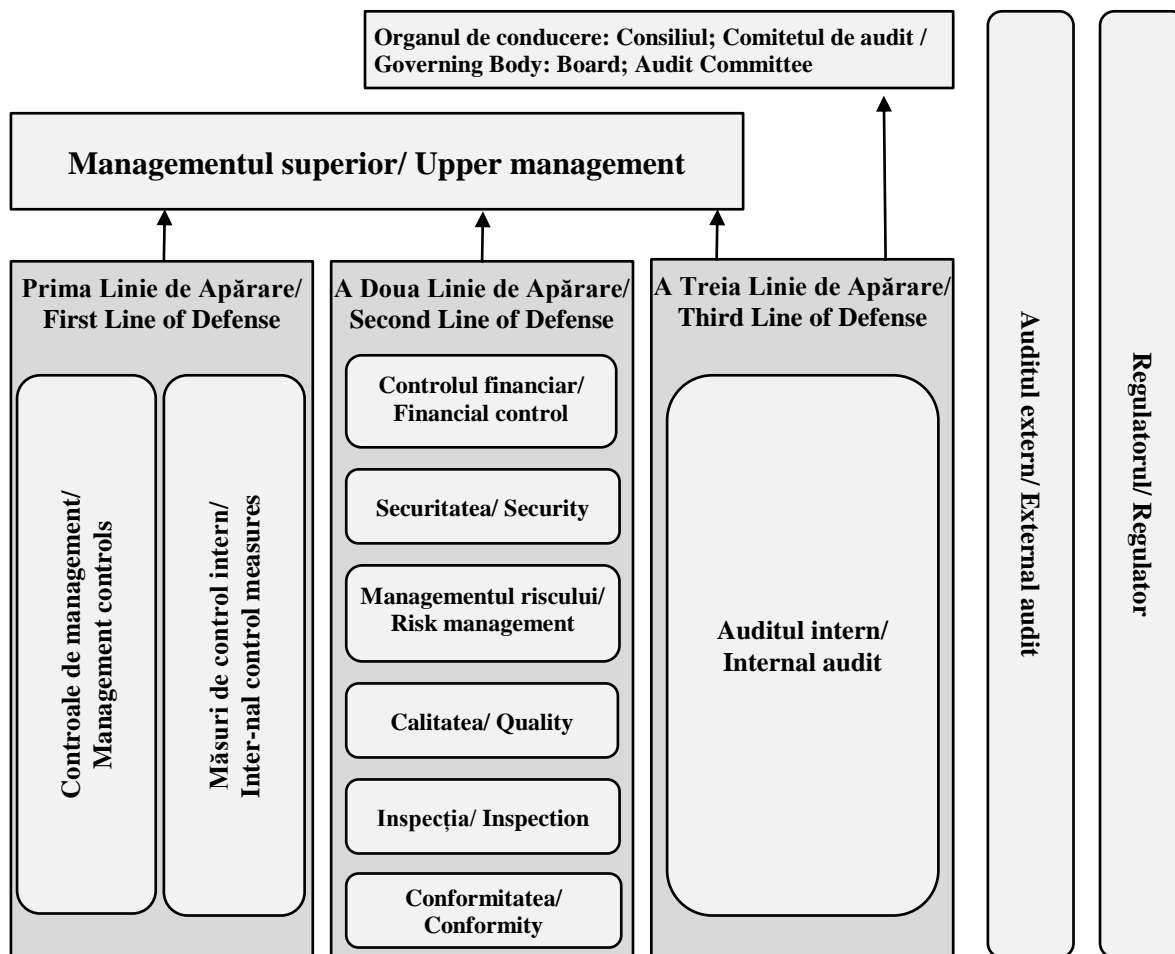 Organul de conducere: Consiliul; Comitetul de audit /
Governing Body: Board; Audit Committee
Managementul superior/ Upper management
Prima Linie de Apărare/
First Line of Defense
Controale de management/
Management controls
Măsuri de control intern/
Inter-nal control measures
A Doua Linie de Apărare/
Second Line of Defense
Controlul financiar/
Financial control
Securitatea/ Security
Managementul riscului/
Risk management
Calitatea/ Quality
Inspecția/ Inspection
Conformitatea/
Conformity
A Treia Linie de Apărare/
Third Line of Defense
Auditul intern/
Internal audit
Auditul extern/ External audit
Regulatorul/ Regulator